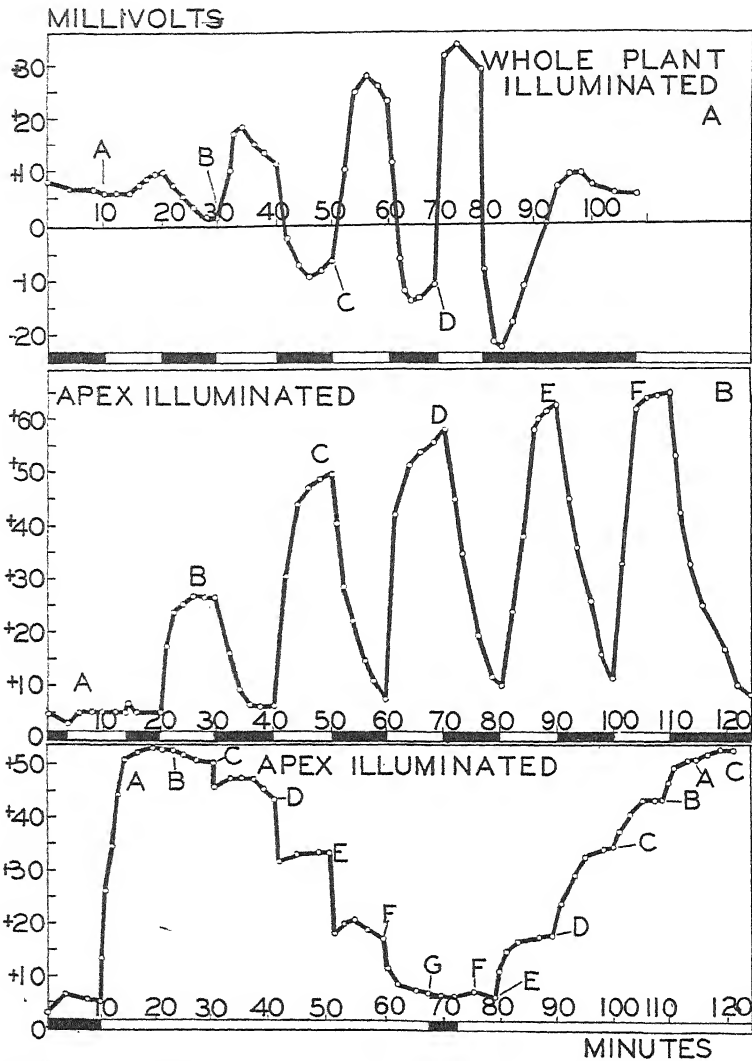 MILLIVOLTS
WHOLE PLANT
ILLUMINATED
A
+30
+20
+10
0
-10
-20
A
B
C
D
10 20 30 40 50 60 70 80 90 100
APEX ILLUMINATED
B
+60
+50
+40
+30
+20
+10
0
A
B
C
D
E
F
10 20 30 40 50 60 70 80 90 100 110 120
APEX ILLUMINATED
C
+50
+40
+30
+20
+10
0
A
B
C
D
E
F
G
F
E
D
C
B
A
10 20 30 40 50 60 70 80 90 100 110 120
MINUTES